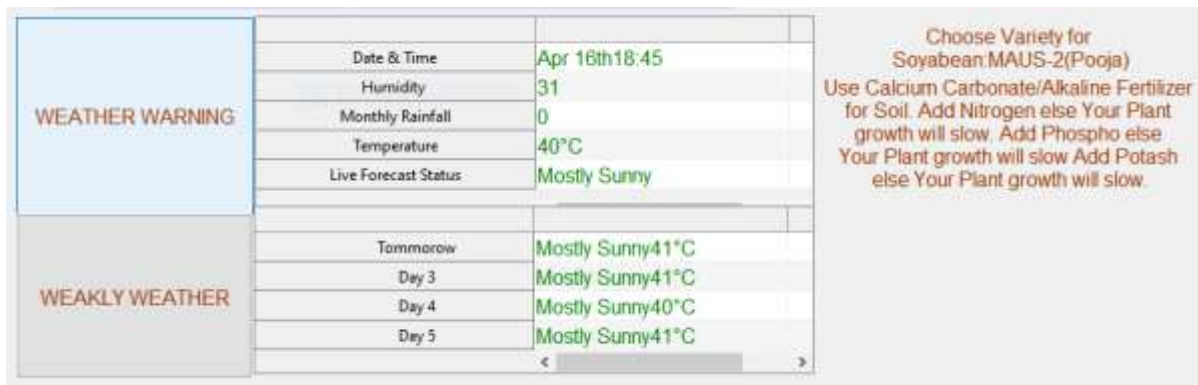 WEATHER WARNING
Date & Time Apr 16th18:45
Humidity 31
Monthly Rainfall 0
Temperature 40°C
Live Forecast Status Mostly Sunny
WEAKLY WEATHER
Tommorow Mostly Sunny41°C
Day 3 Mostly Sunny41°C
Day 4 Mostly Sunny40°C
Day 5 Mostly Sunny41°C
Choose Variety for
Soyabean:MAUS-2(Pooja)
Use Calcium Carbonate/Alkaline Fertilizer
for Soil. Add Nitrogen else Your Plant
growth will slow. Add Phospho else
Your Plant growth will slow Add Potash
else Your Plant growth will slow.